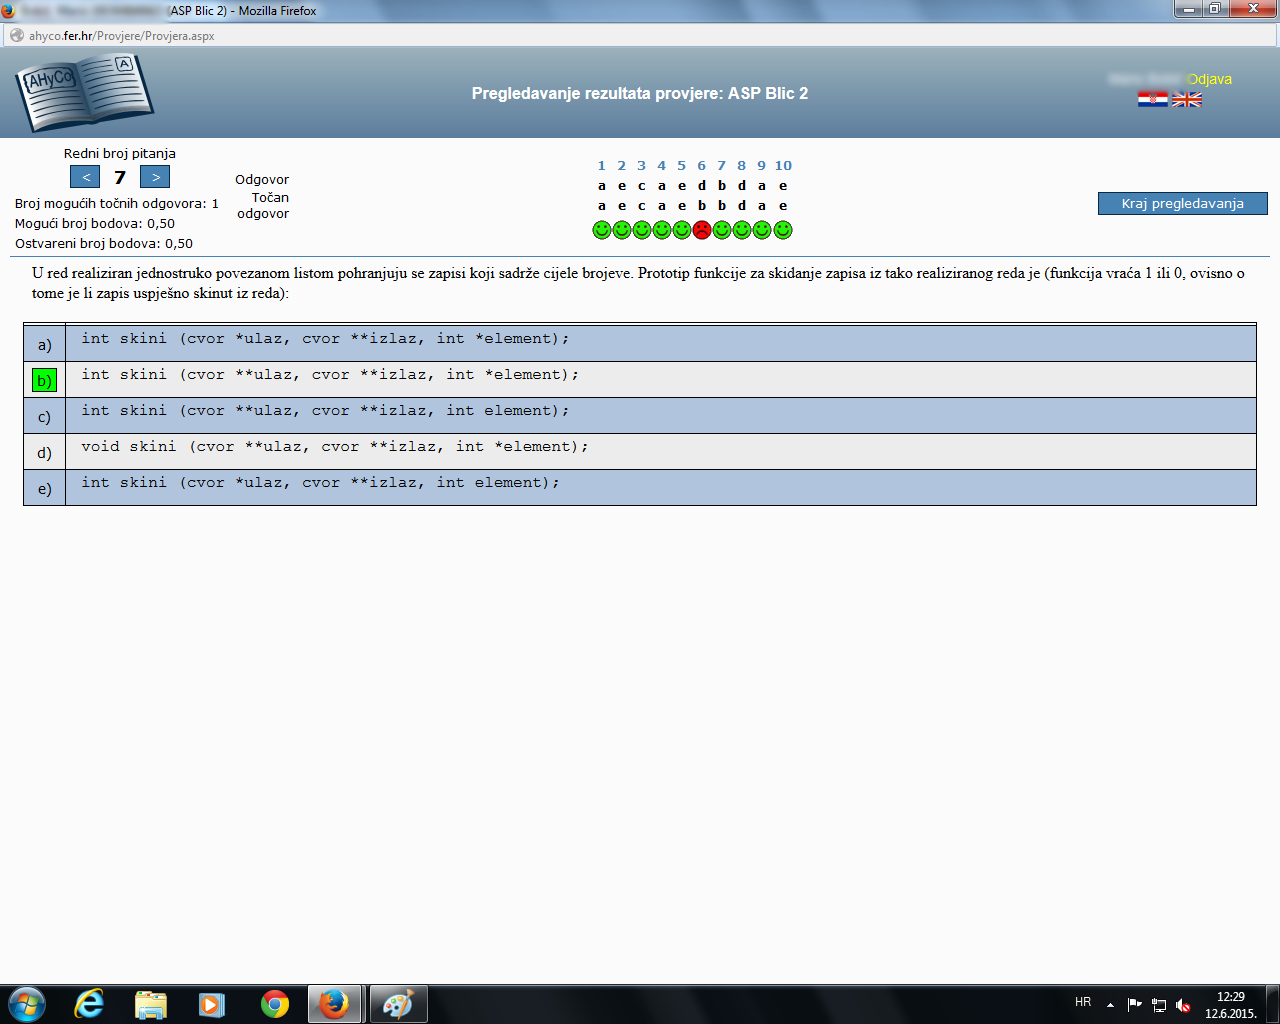 (ASP Blic 2) - Mozilla Firefox
ahyco.fer.hr/Provjere/Provjera.aspx
AHyCo
A
Pregledavanje rezultata provjere: ASP Blic 2
Odjava
Redni broj pitanja
< 7 >
Broj mogućih točnih odgovora: 1
Mogući broj bodova: 0,50
Ostvareni broj bodova: 0,50
Odgovor
Točan
odgovor
1 2 3 4 5 6 7 8 9 10
a e c a e d b d a e
a e c a e b b d a e
Kraj pregledavanja
U red realiziran jednostruko povezanom listom pohranjuju se zapisi koji sadrže cijele brojeve. Prototip funkcije za skidanje zapisa iz tako realiziranog reda je (funkcija vraća 1 ili 0, ovisno o
tome je li zapis uspješno skinut iz reda):
a) int skini (cvor *ulaz, cvor **izlaz, int *element);
b) int skini (cvor **ulaz, cvor **izlaz, int *element);
c) int skini (cvor **ulaz, cvor **izlaz, int element);
d) void skini (cvor **ulaz, cvor **izlaz, int *element);
e) int skini (cvor *ulaz, cvor **izlaz, int element);
HR
12:29
12.6.2015.